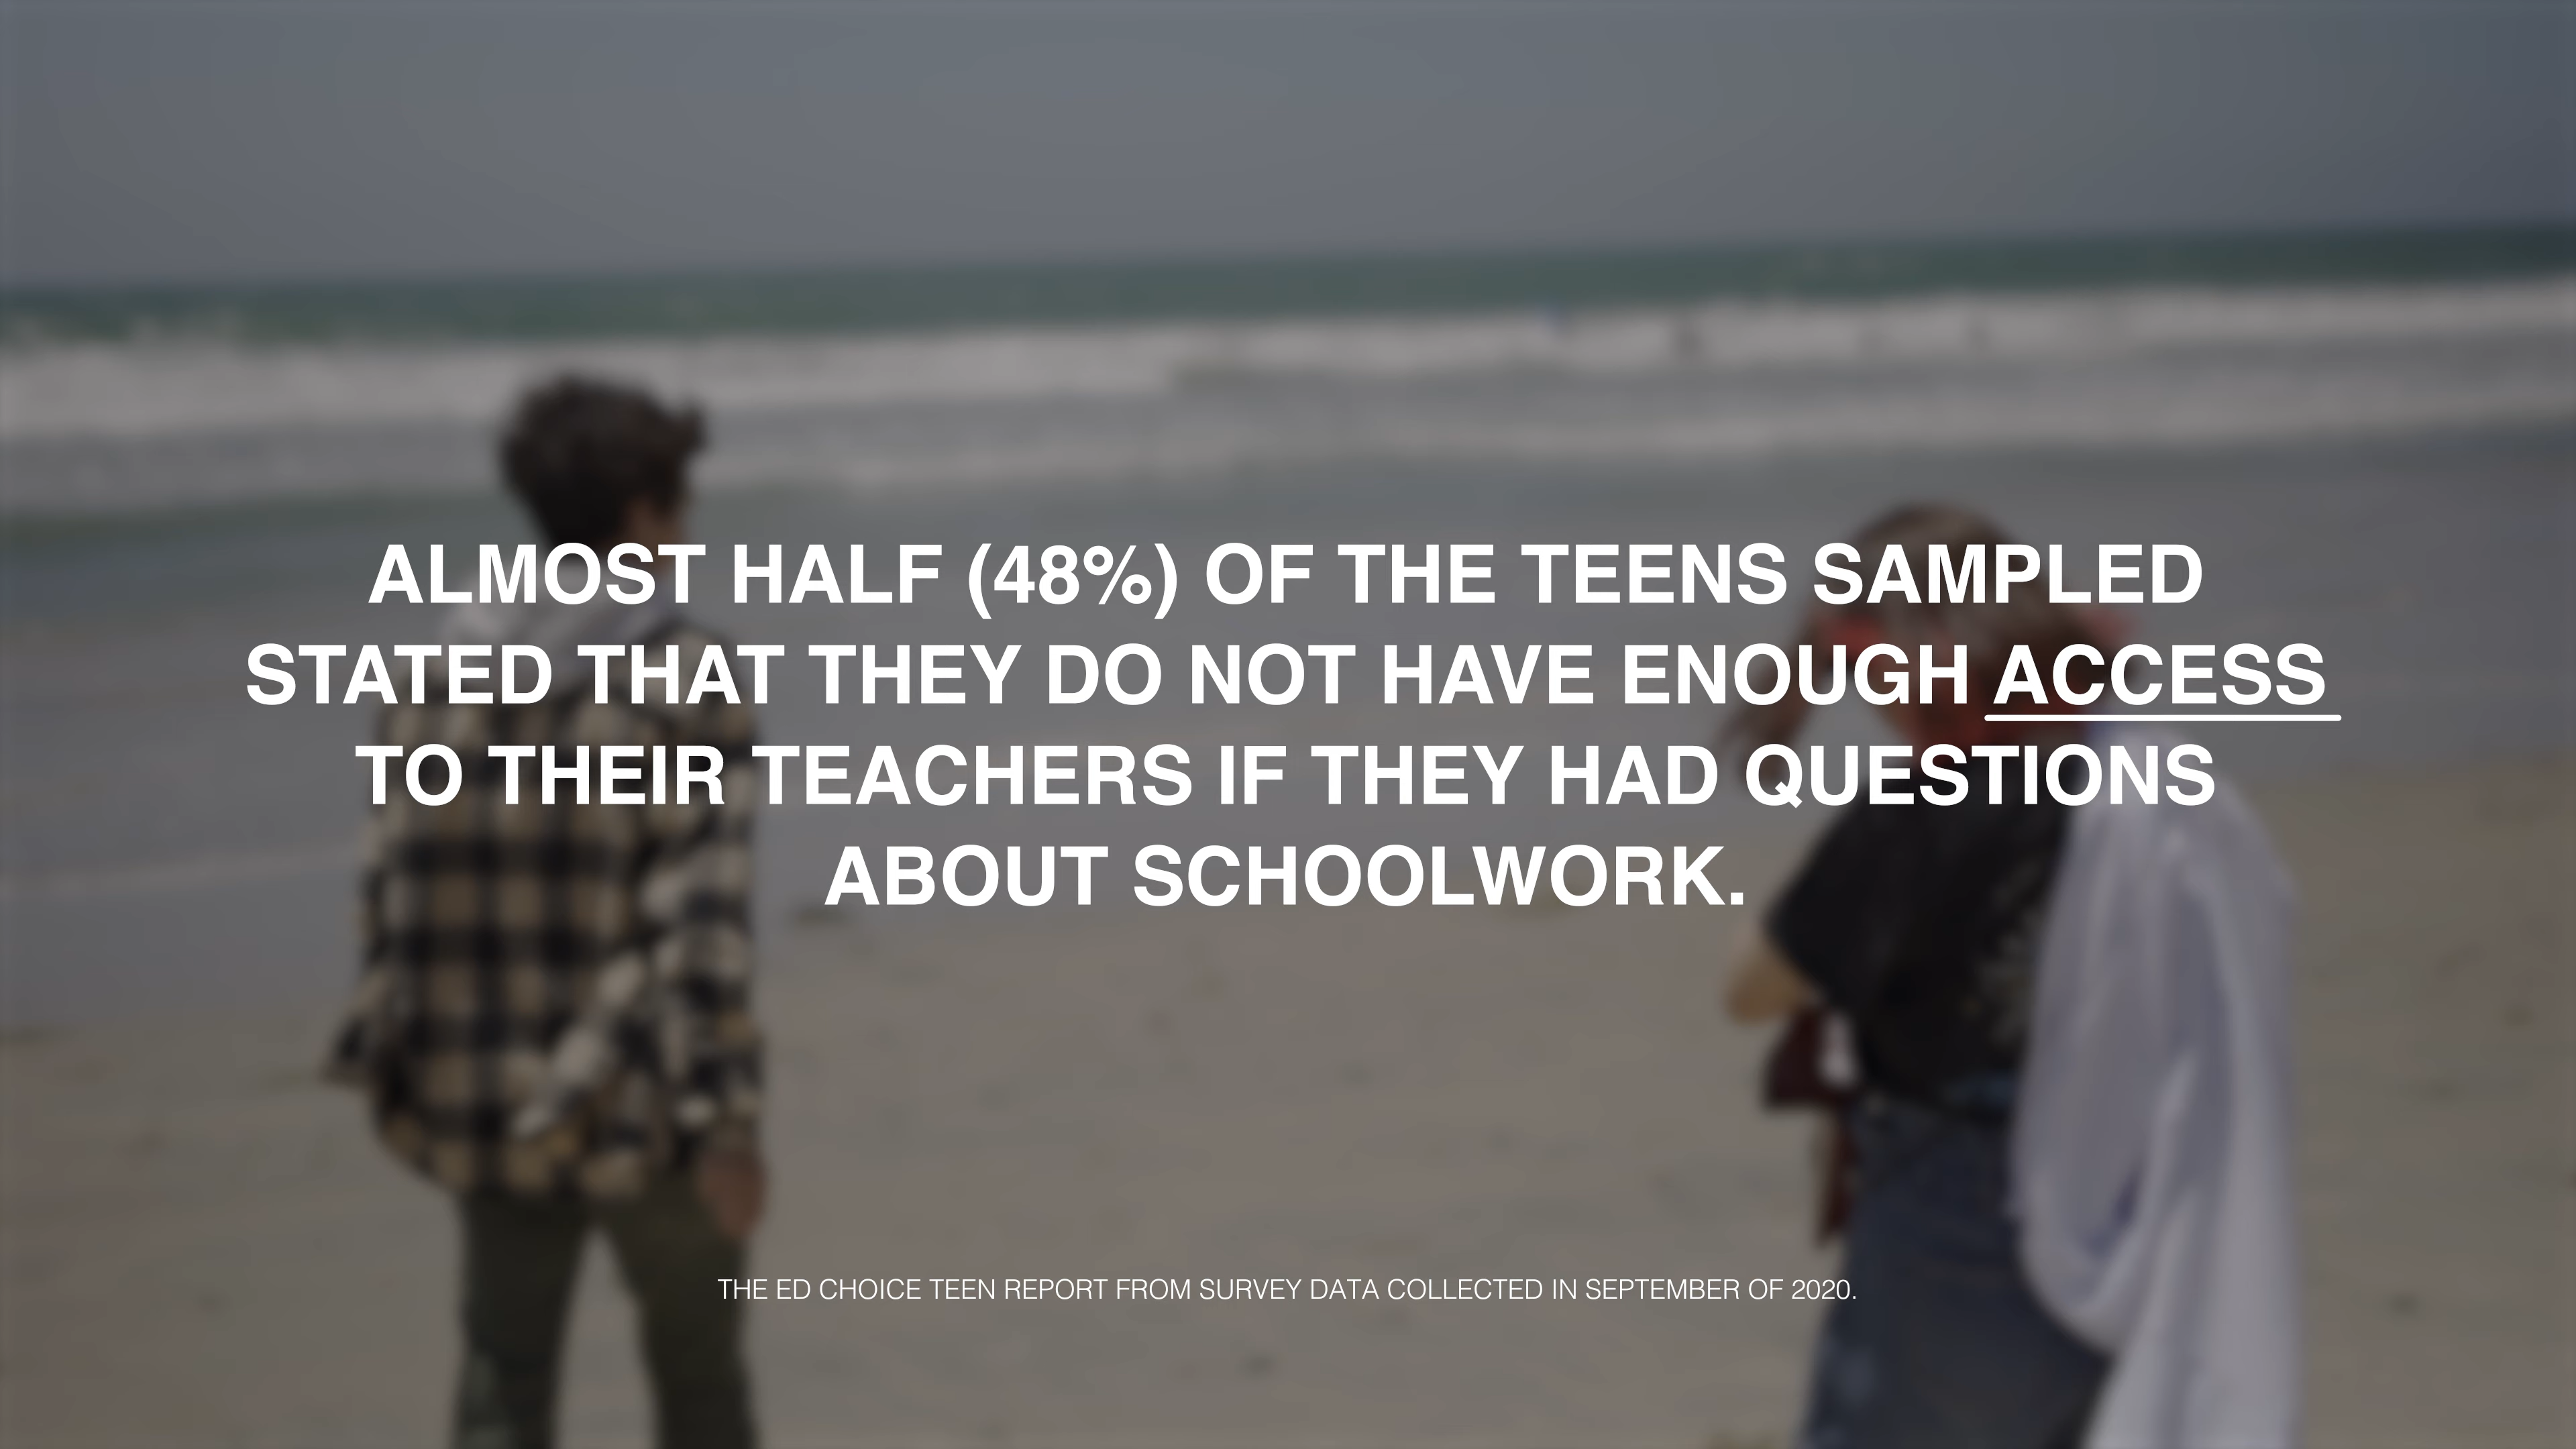 ALMOST HALF (48%) OF THE TEENS SAMPLED
STATED THAT THEY DO NOT HAVE ENOUGH ACCESS
TO THEIR TEACHERS IF THEY HAD QUESTIONS
ABOUT SCHOOLWORK.
THE ED CHOICE TEEN REPORT FROM SURVEY DATA COLLECTED IN SEPTEMBER OF 2020.